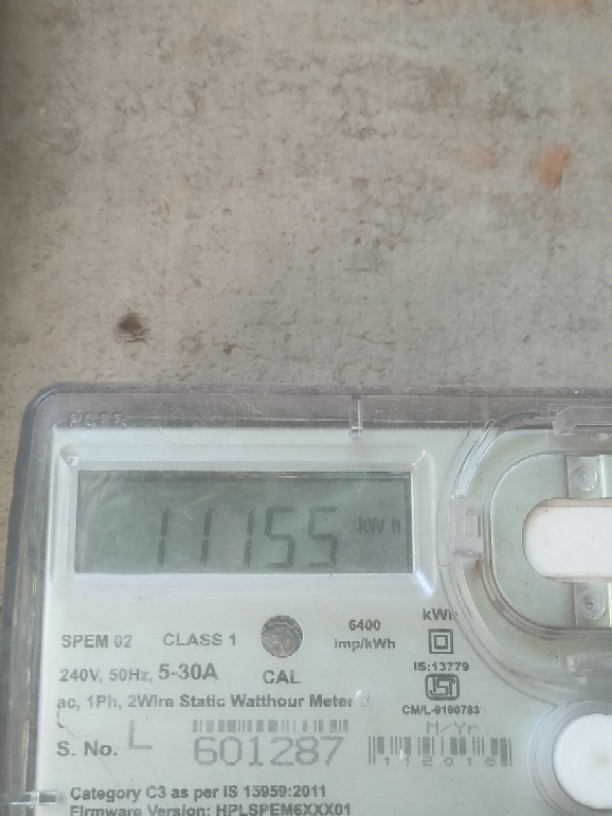 11155 kWh
SPEM 02 CLASS 1
6400
imp/kWh
kWh
240V, 50Hz, 5-30A
CAL
IS:13779
ac, 1Ph, 2Wire Static Watthour Meter
CM/L-9190783
M/Yr.
S. No. L 601287
112016
Category C3 as per IS 15959:2011
Firmware Version: HPLSPEM6XXX01